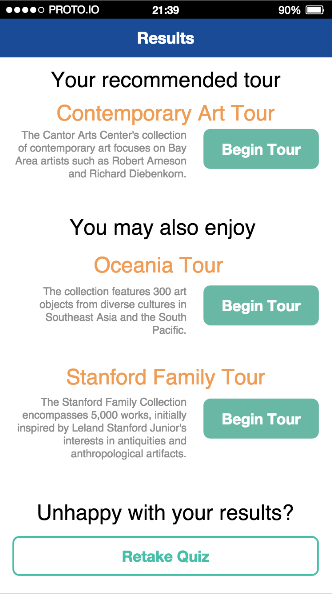 PROTO.IO 21:39 90%
Results
Your recommended tour
Contemporary Art Tour
The Cantor Arts Center's collection
of contemporary art focuses on Bay
Area artists such as Robert Arneson
and Richard Diebenkorn.
Begin Tour
You may also enjoy
Oceania Tour
The collection features 300 art
objects from diverse cultures in
Southeast Asia and the South
Pacific.
Begin Tour
Stanford Family Tour
The Stanford Family Collection
encompasses 5,000 works, initially
inspired by Leland Stanford Junior's
interests in antiquities and
anthropological artifacts.
Begin Tour
Unhappy with your results?
Retake Quiz